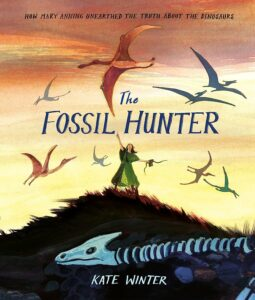 HOW MARY ANNING UNEARTHED THE TRUTH ABOUT THE DINOSAURS
The
FOSSIL HUNTER
KATE WINTER